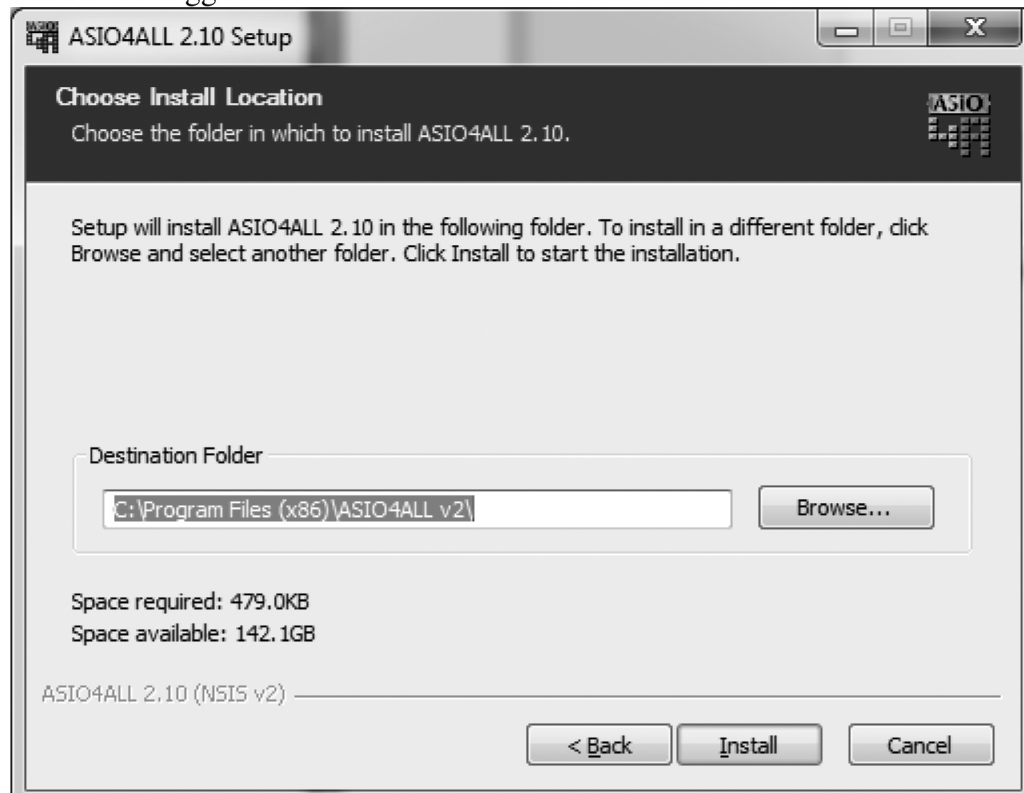 ASIO4ALL 2.10 Setup
Choose Install Location
Choose the folder in which to install ASIO4ALL 2.10.
ASIO
4A
Setup will install ASIO4ALL 2.10 in the following folder. To install in a different folder, click
Browse and select another folder. Click Install to start the installation.
Destination Folder
C:\Program Files (x86)\ASIO4ALL v2\
Browse...
Space required: 479.0KB
Space available: 142.1GB
ASIO4ALL 2.10 (NSIS v2)
< Back
Install
Cancel